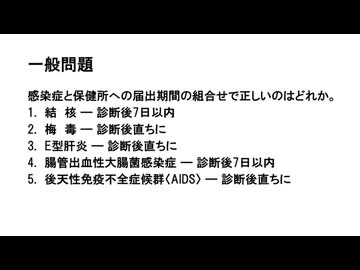 一般問題
感染症と保健所への届出期間の組合せで正しいのはどれか。
1. 結　核 ― 診断後7日以内
2. 梅　毒 ― 診断後直ちに
3. E型肝炎 ― 診断後直ちに
4. 腸管出血性大腸菌感染症 ― 診断後7日以内
5. 後天性免疫不全症候群〈AIDS〉 ― 診断後直ちに